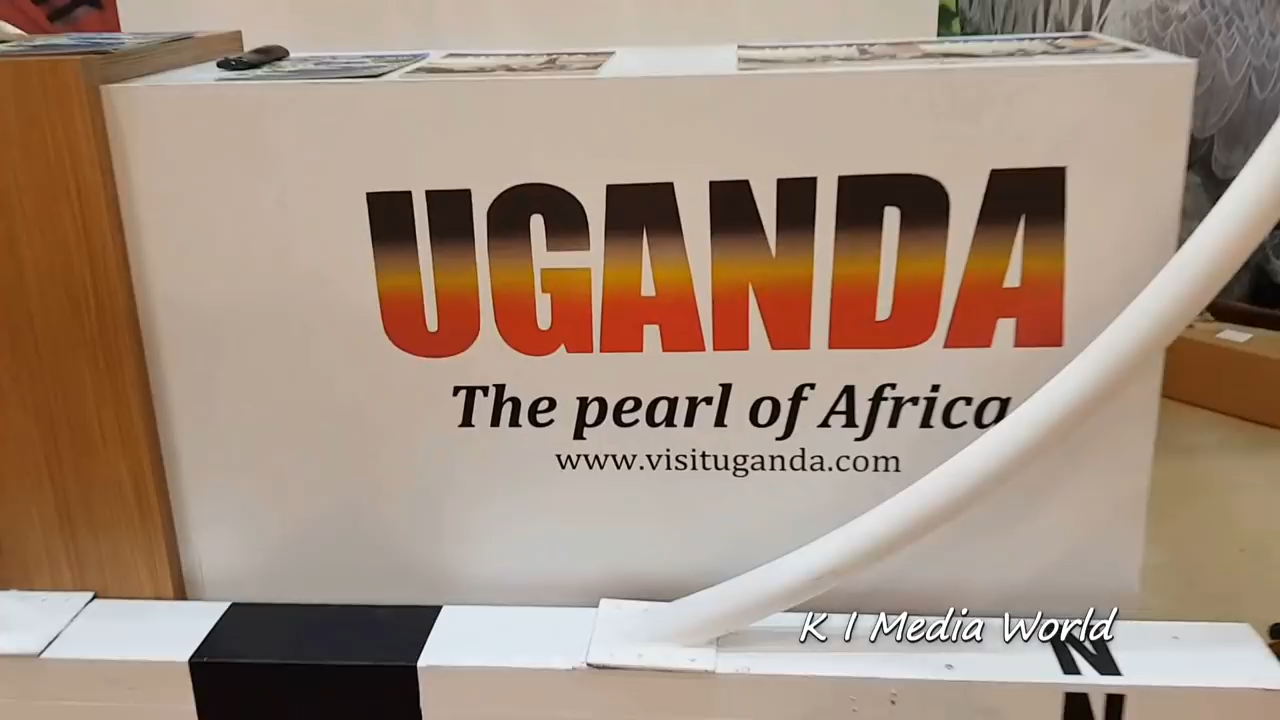 UGANDA
The pearl of Africa
www.visituganda.com
K I Media World
N
N